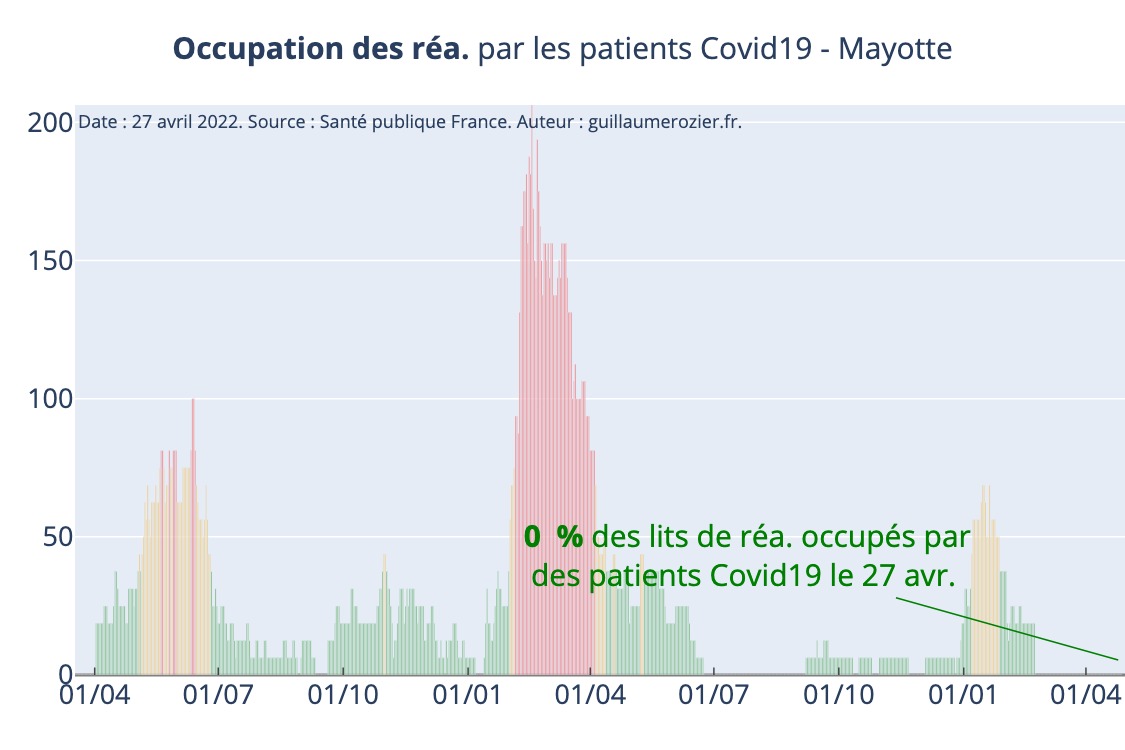 Occupation des réa. par les patients Covid19 - Mayotte
200
Date : 27 avril 2022. Source : Santé publique France. Auteur : guillaumerozier.fr.
150
100
50
0 % des lits de réa. occupés par
des patients Covid19 le 27 avr.
0
01/04 01/07 01/10 01/01 01/04 01/07 01/10 01/01 01/04